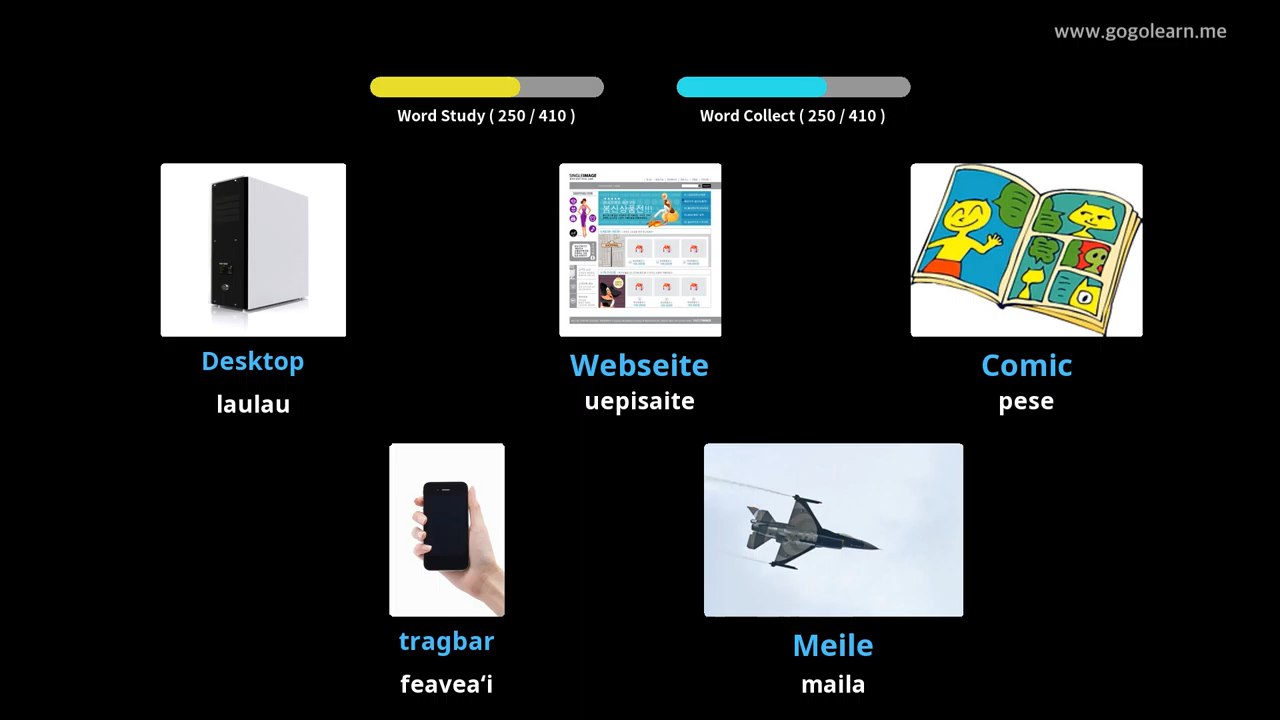 www.gogolearn.me
Word Study ( 250 / 410 )
Word Collect ( 250 / 410 )
Desktop
laulau
Webseite
uepisaite
Comic
pese
tragbar
feavea‘i
Meile
maila